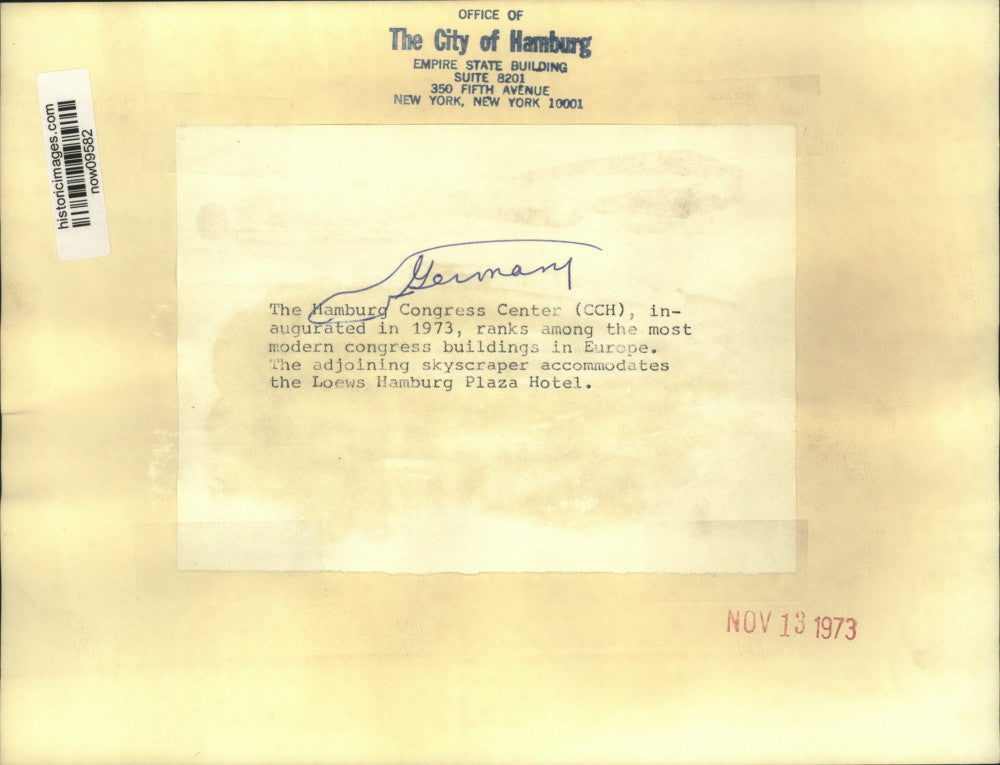 OFFICE OF
The City of Hamburg
EMPIRE STATE BUILDING
SUITE 8201
350 FIFTH AVENUE
NEW YORK, NEW YORK 10001
historicimages.com
now09582
Germany
The Hamburg Congress Center (CCH), in-
augurated in 1973, ranks among the most
modern congress buildings in Europe.
The adjoining skyscraper accommodates
the Loews Hamburg Plaza Hotel.
NOV 13 1973